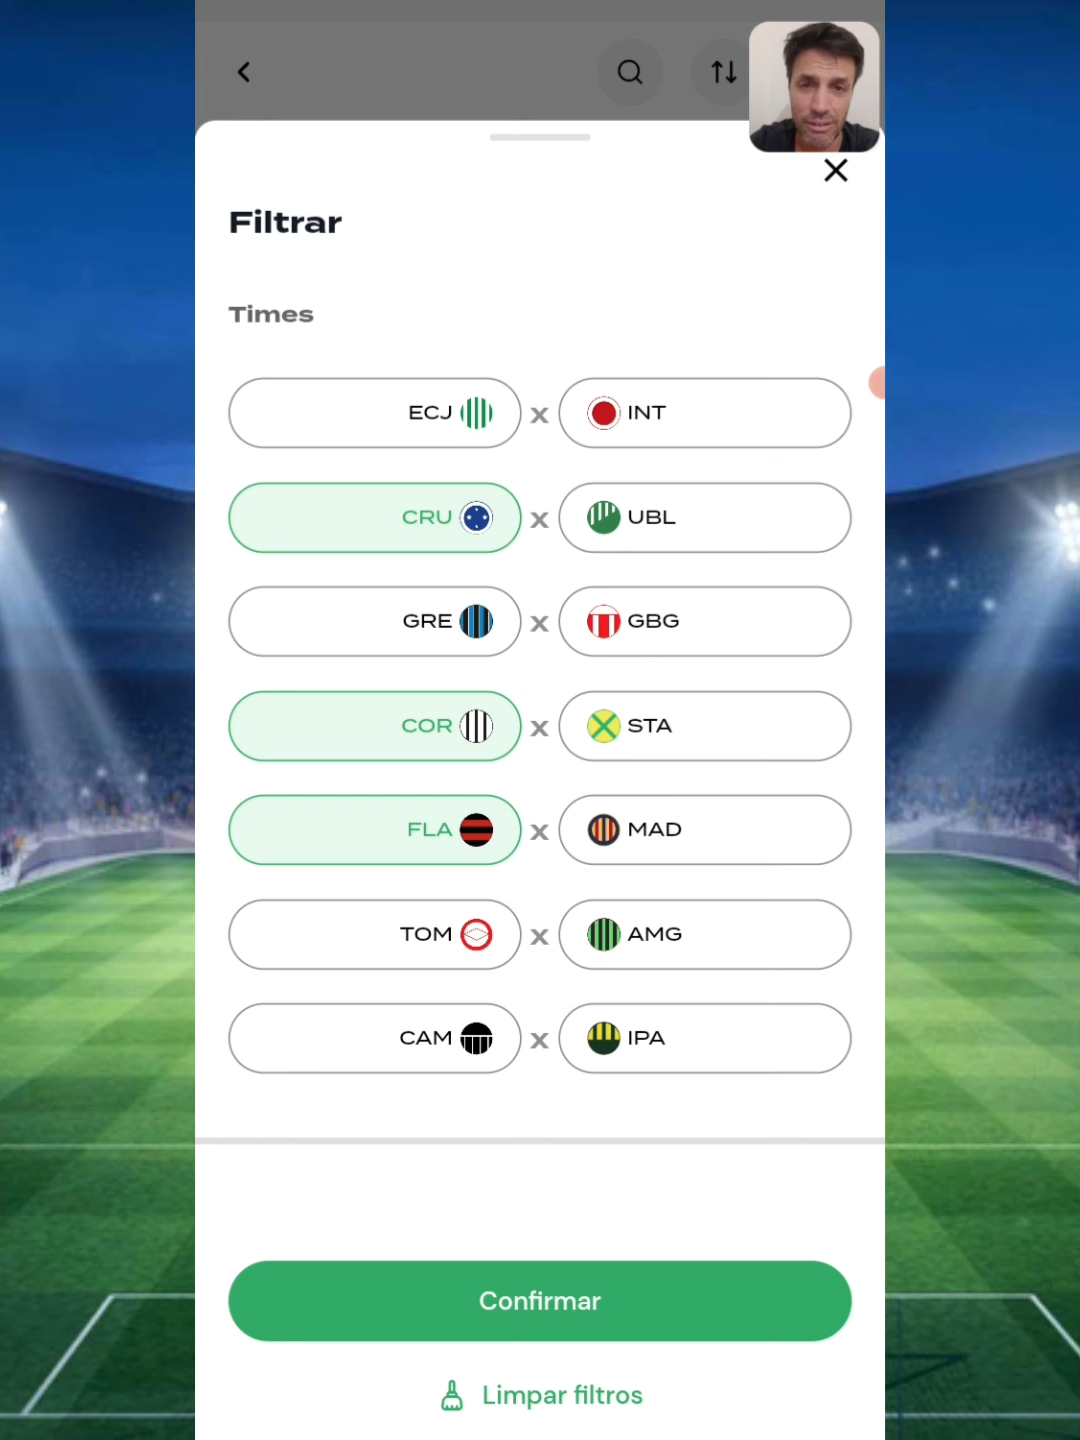 Filtrar
Times
ECJ x INT
CRU x UBL
GRE x GBG
COR x STA
FLA x MAD
TOM x AMG
CAM x IPA
Confirmar
Limpar filtros